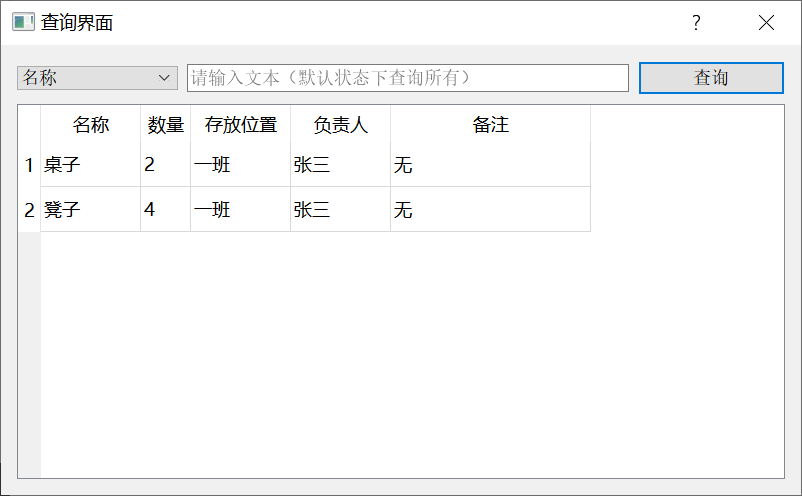 查询界面
名称 请输入文本（默认状态下查询所有） 查询
名称 数量 存放位置 负责人 备注
1 桌子 2 一班 张三 无
2 凳子 4 一班 张三 无